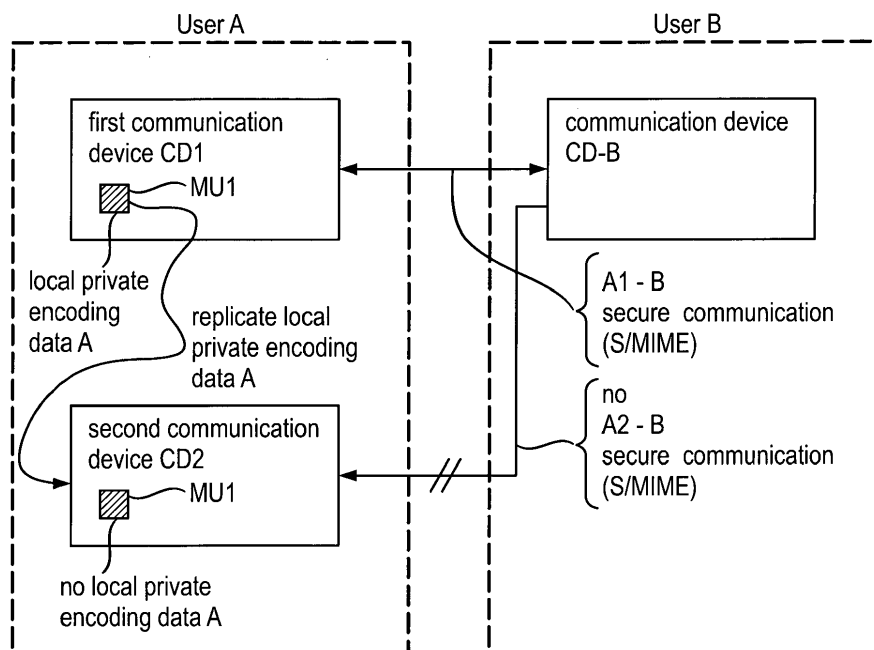 User A
User B
first communication
device CD1
MU1
communication device
CD-B
local private
encoding
data A
replicate local
private encoding
data A
A1 - B
secure communication
(S/MIME)
no
A2 - B
secure communication
(S/MIME)
second communication
device CD2
MU1
no local private
encoding data A